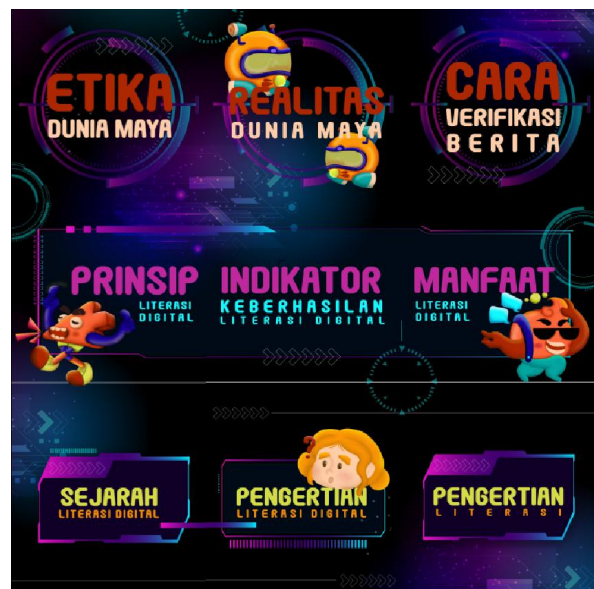 ETIKA
DUNIA MAYA
REALITAS
DUNIA MAYA
CARA
VERIFIKASI
BERITA
PRINSIP
LITERASI
DIGITAL
INDIKATOR
KEBERHASILAN
LITERASI DIGITAL
MANFAAT
LITERASI
DIGITAL
SEJARAH
LITERASI DIGITAL
PENGERTIAN
LITERASI DIGITAL
PENGERTIAN
LITERASI